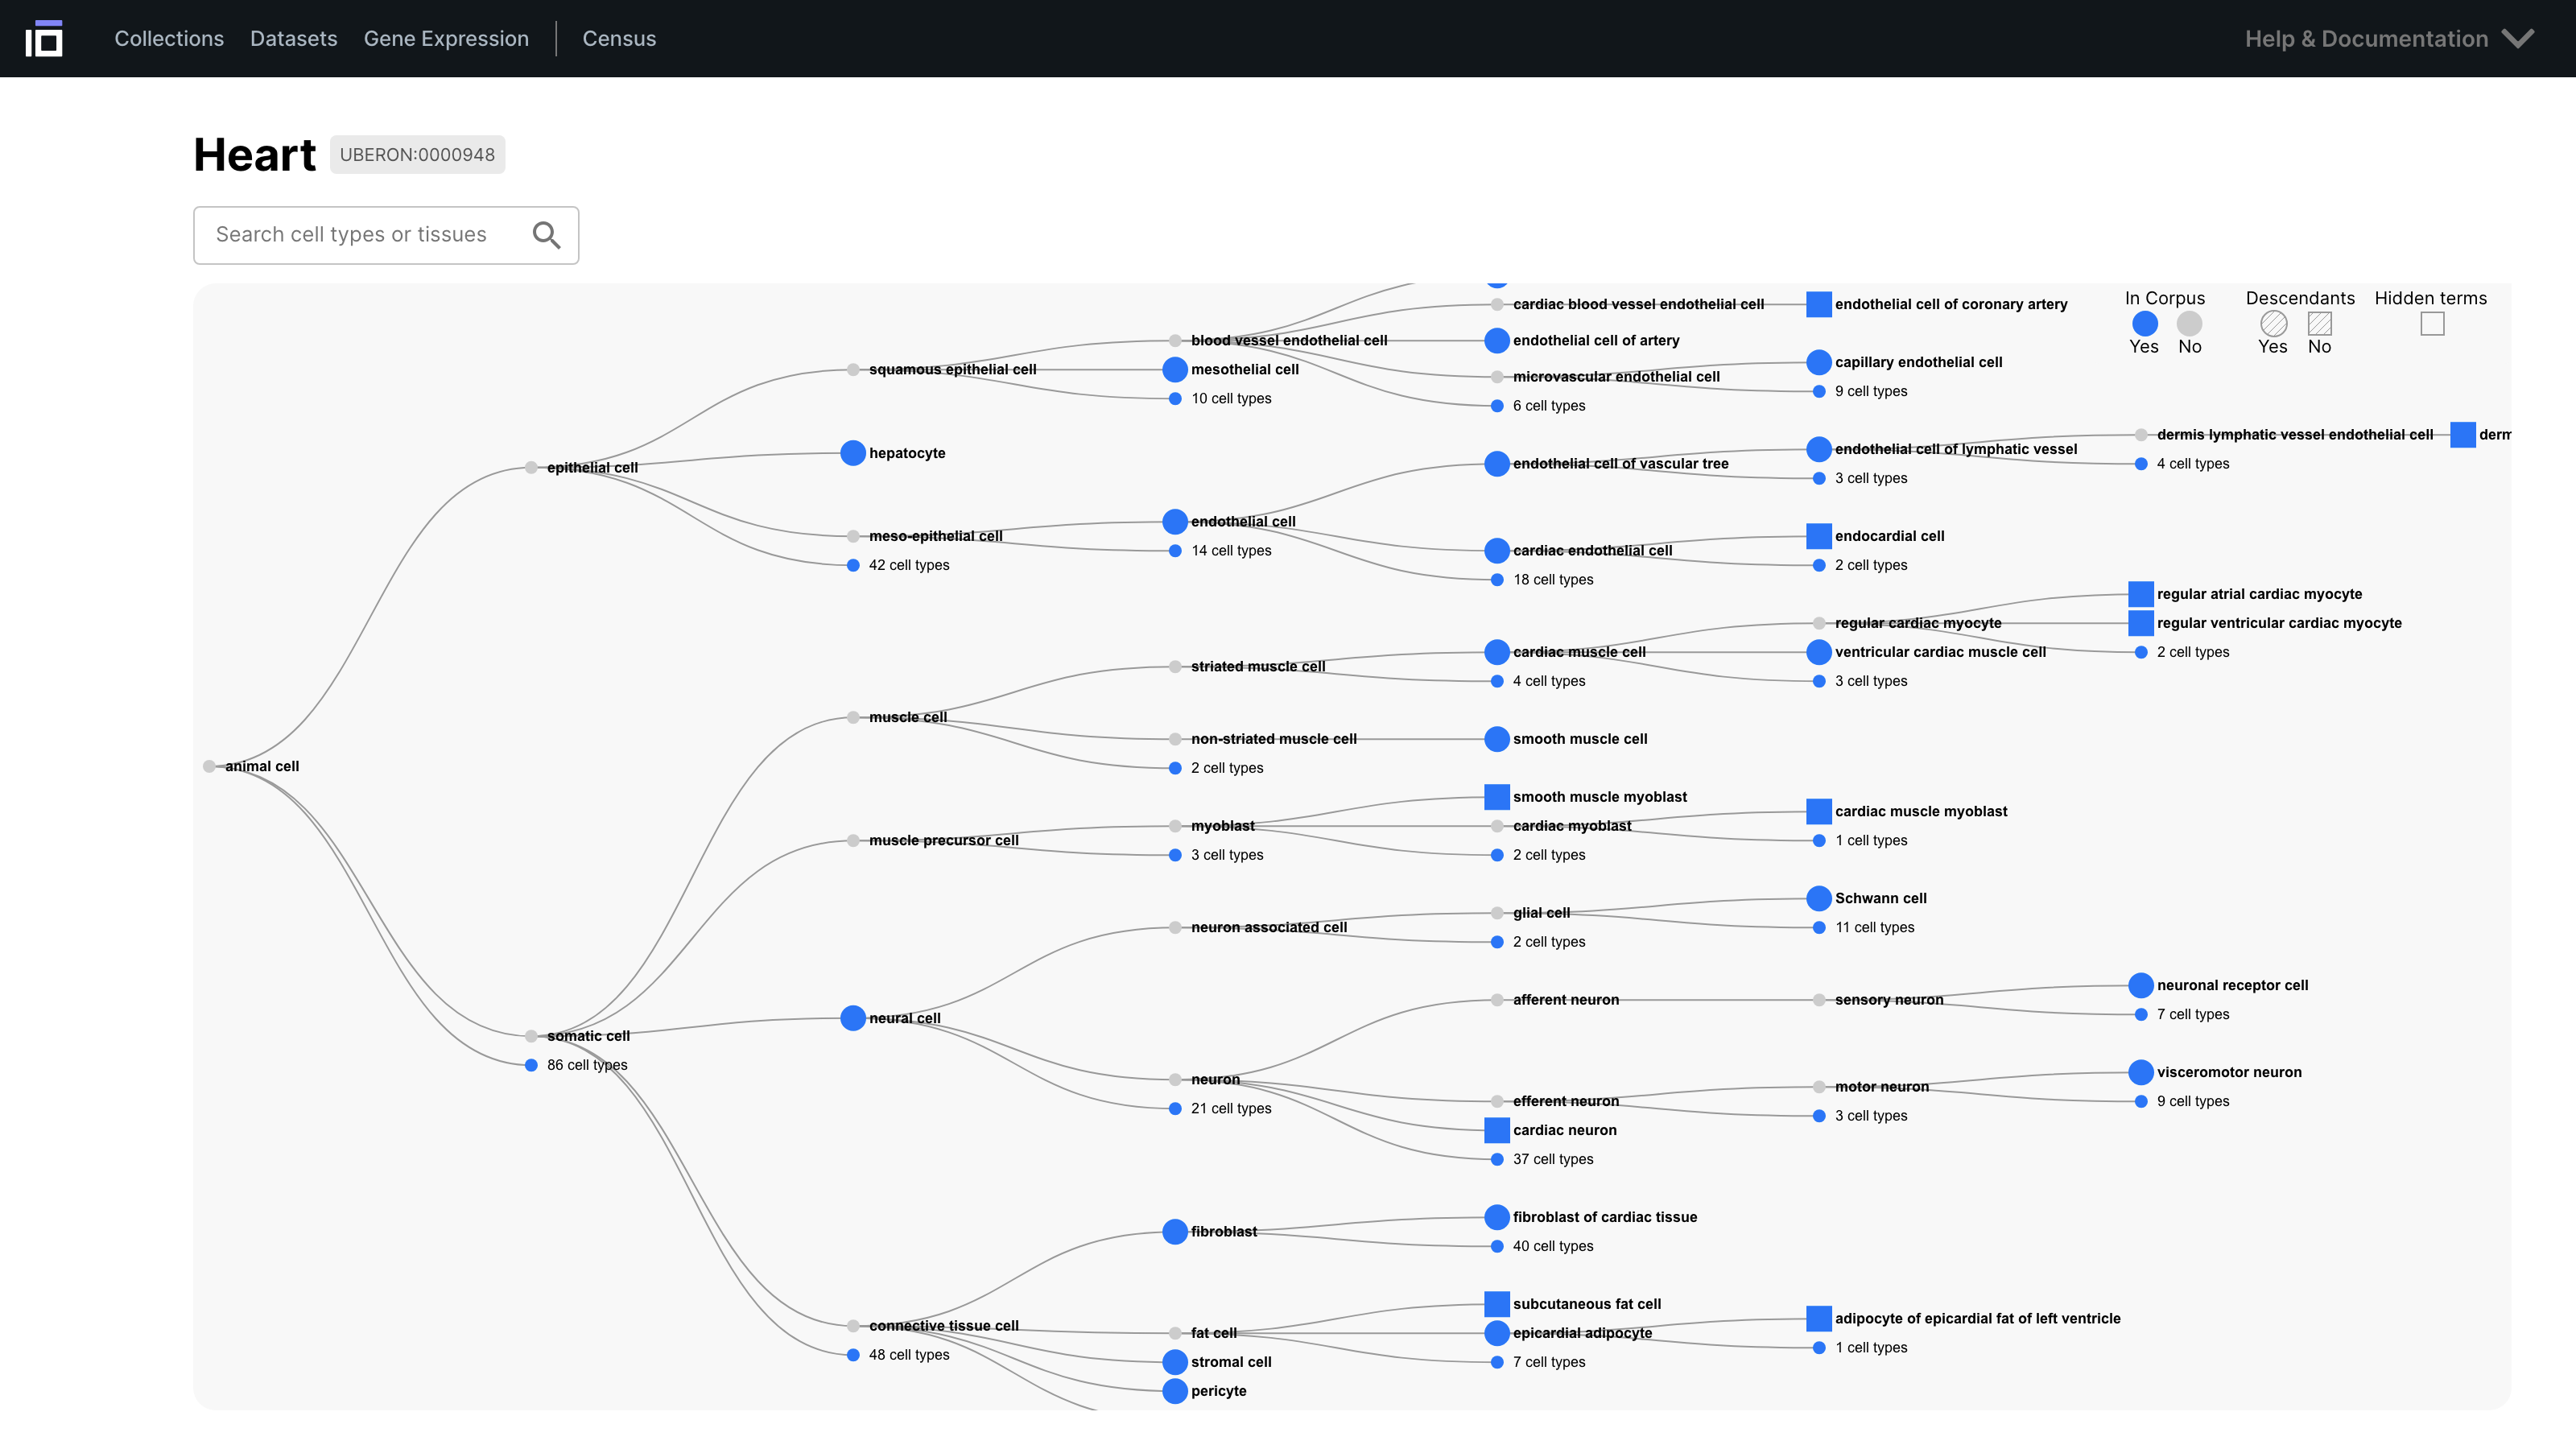 Collections Datasets Gene Expression Census Help & Documentation
Heart UBERON:0000948
Search cell types or tissues
In Corpus Descendants Hidden terms
Yes No Yes No
cardiac blood vessel endothelial cell
endothelial cell of coronary artery
blood vessel endothelial cell
endothelial cell of artery
capillary endothelial cell
squamous epithelial cell
mesothelial cell
microvascular endothelial cell
9 cell types
10 cell types
6 cell types
dermis lymphatic vessel endothelial cell
derm
endothelial cell of lymphatic vessel
hepatocyte
endothelial cell of vascular tree
4 cell types
epithelial cell
3 cell types
endothelial cell
meso-epithelial cell
endocardial cell
14 cell types
cardiac endothelial cell
42 cell types
2 cell types
18 cell types
regular atrial cardiac myocyte
regular cardiac myocyte
regular ventricular cardiac myocyte
cardiac muscle cell
ventricular cardiac muscle cell
2 cell types
striated muscle cell
4 cell types
3 cell types
muscle cell
non-striated muscle cell
smooth muscle cell
animal cell
2 cell types
smooth muscle myoblast
cardiac muscle myoblast
myoblast
cardiac myoblast
muscle precursor cell
1 cell types
3 cell types
2 cell types
Schwann cell
glial cell
neuron associated cell
11 cell types
2 cell types
neuronal receptor cell
afferent neuron
sensory neuron
neural cell
7 cell types
somatic cell
86 cell types
visceromotor neuron
neuron
motor neuron
efferent neuron
9 cell types
21 cell types
3 cell types
cardiac neuron
37 cell types
fibroblast of cardiac tissue
fibroblast
40 cell types
subcutaneous fat cell
adipocyte of epicardial fat of left ventricle
connective tissue cell
fat cell
epicardial adipocyte
1 cell types
48 cell types
stromal cell
7 cell types
pericyte